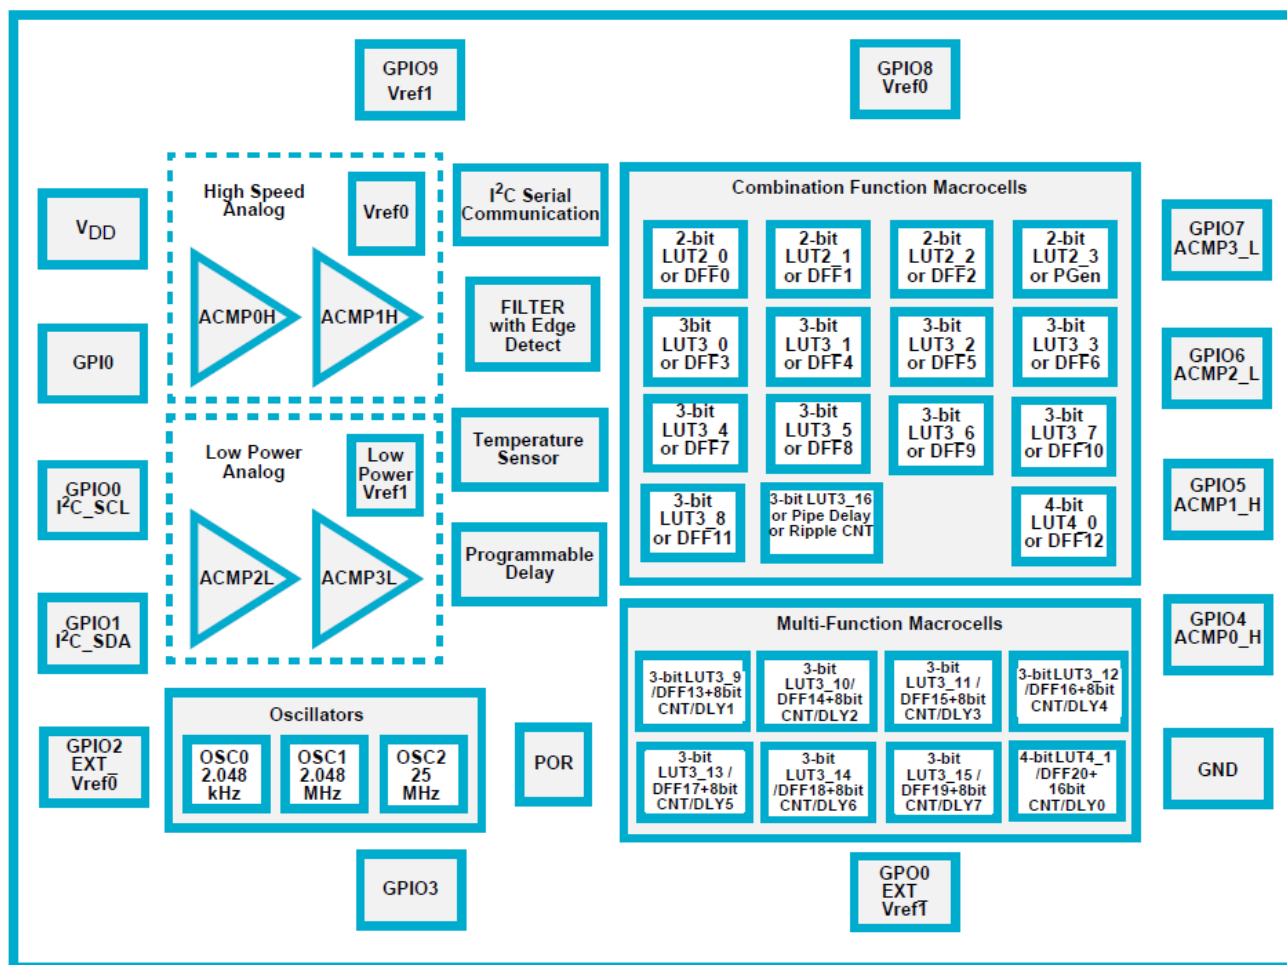 GPIO9
Vref1
GPIO8
Vref0
V_DD
GPI0
GPIO0
I²C_SCL
GPIO1
I²C_SDA
GPIO2
EXT_
Vref0
High Speed
Analog
Vref0
ACMP0H
ACMP1H
Low Power
Analog
Low
Power
Vref1
ACMP2L
ACMP3L
Oscillators
OSC0
2.048
kHz
OSC1
2.048
MHz
OSC2
25
MHz
I²C Serial
Communication
FILTER
with Edge
Detect
Temperature
Sensor
Programmable
Delay
POR
Combination Function Macrocells
2-bit
LUT2_0
or DFF0
2-bit
LUT2_1
or DFF1
2-bit
LUT2_2
or DFF2
2-bit
LUT2_3
or PGen
3bit
LUT3_0
or DFF3
3-bit
LUT3_1
or DFF4
3-bit
LUT3_2
or DFF5
3-bit
LUT3_3
or DFF6
3-bit
LUT3_4
or DFF7
3-bit
LUT3_5
or DFF8
3-bit
LUT3_6
or DFF9
3-bit
LUT3_7
or DFF10
3-bit
LUT3_8
or DFF11
3-bit LUT3_16
or Pipe Delay
or Ripple CNT
4-bit
LUT4_0
or DFF12
Multi-Function Macrocells
3-bit LUT3_9
/DFF13+8bit
CNT/DLY1
3-bit
LUT3_10/
DFF14+8bit
CNT/DLY2
3-bit
LUT3_11 /
DFF15+8bit
CNT/DLY3
3-bit LUT3_12
/DFF16+8bit
CNT/DLY4
3-bit
LUT3_13 /
DFF17+8bit
CNT/DLY5
3-bit
LUT3_14
/DFF18+8bit
CNT/DLY6
3-bit
LUT3_15 /
DFF19+8bit
CNT/DLY7
4-bit LUT4_1
/DFF20+
16bit
CNT/DLY0
GPIO7
ACMP3_L
GPIO6
ACMP2_L
GPIO5
ACMP1_H
GPIO4
ACMP0_H
GND
GPIO3
GPO0
EXT_
Vref1